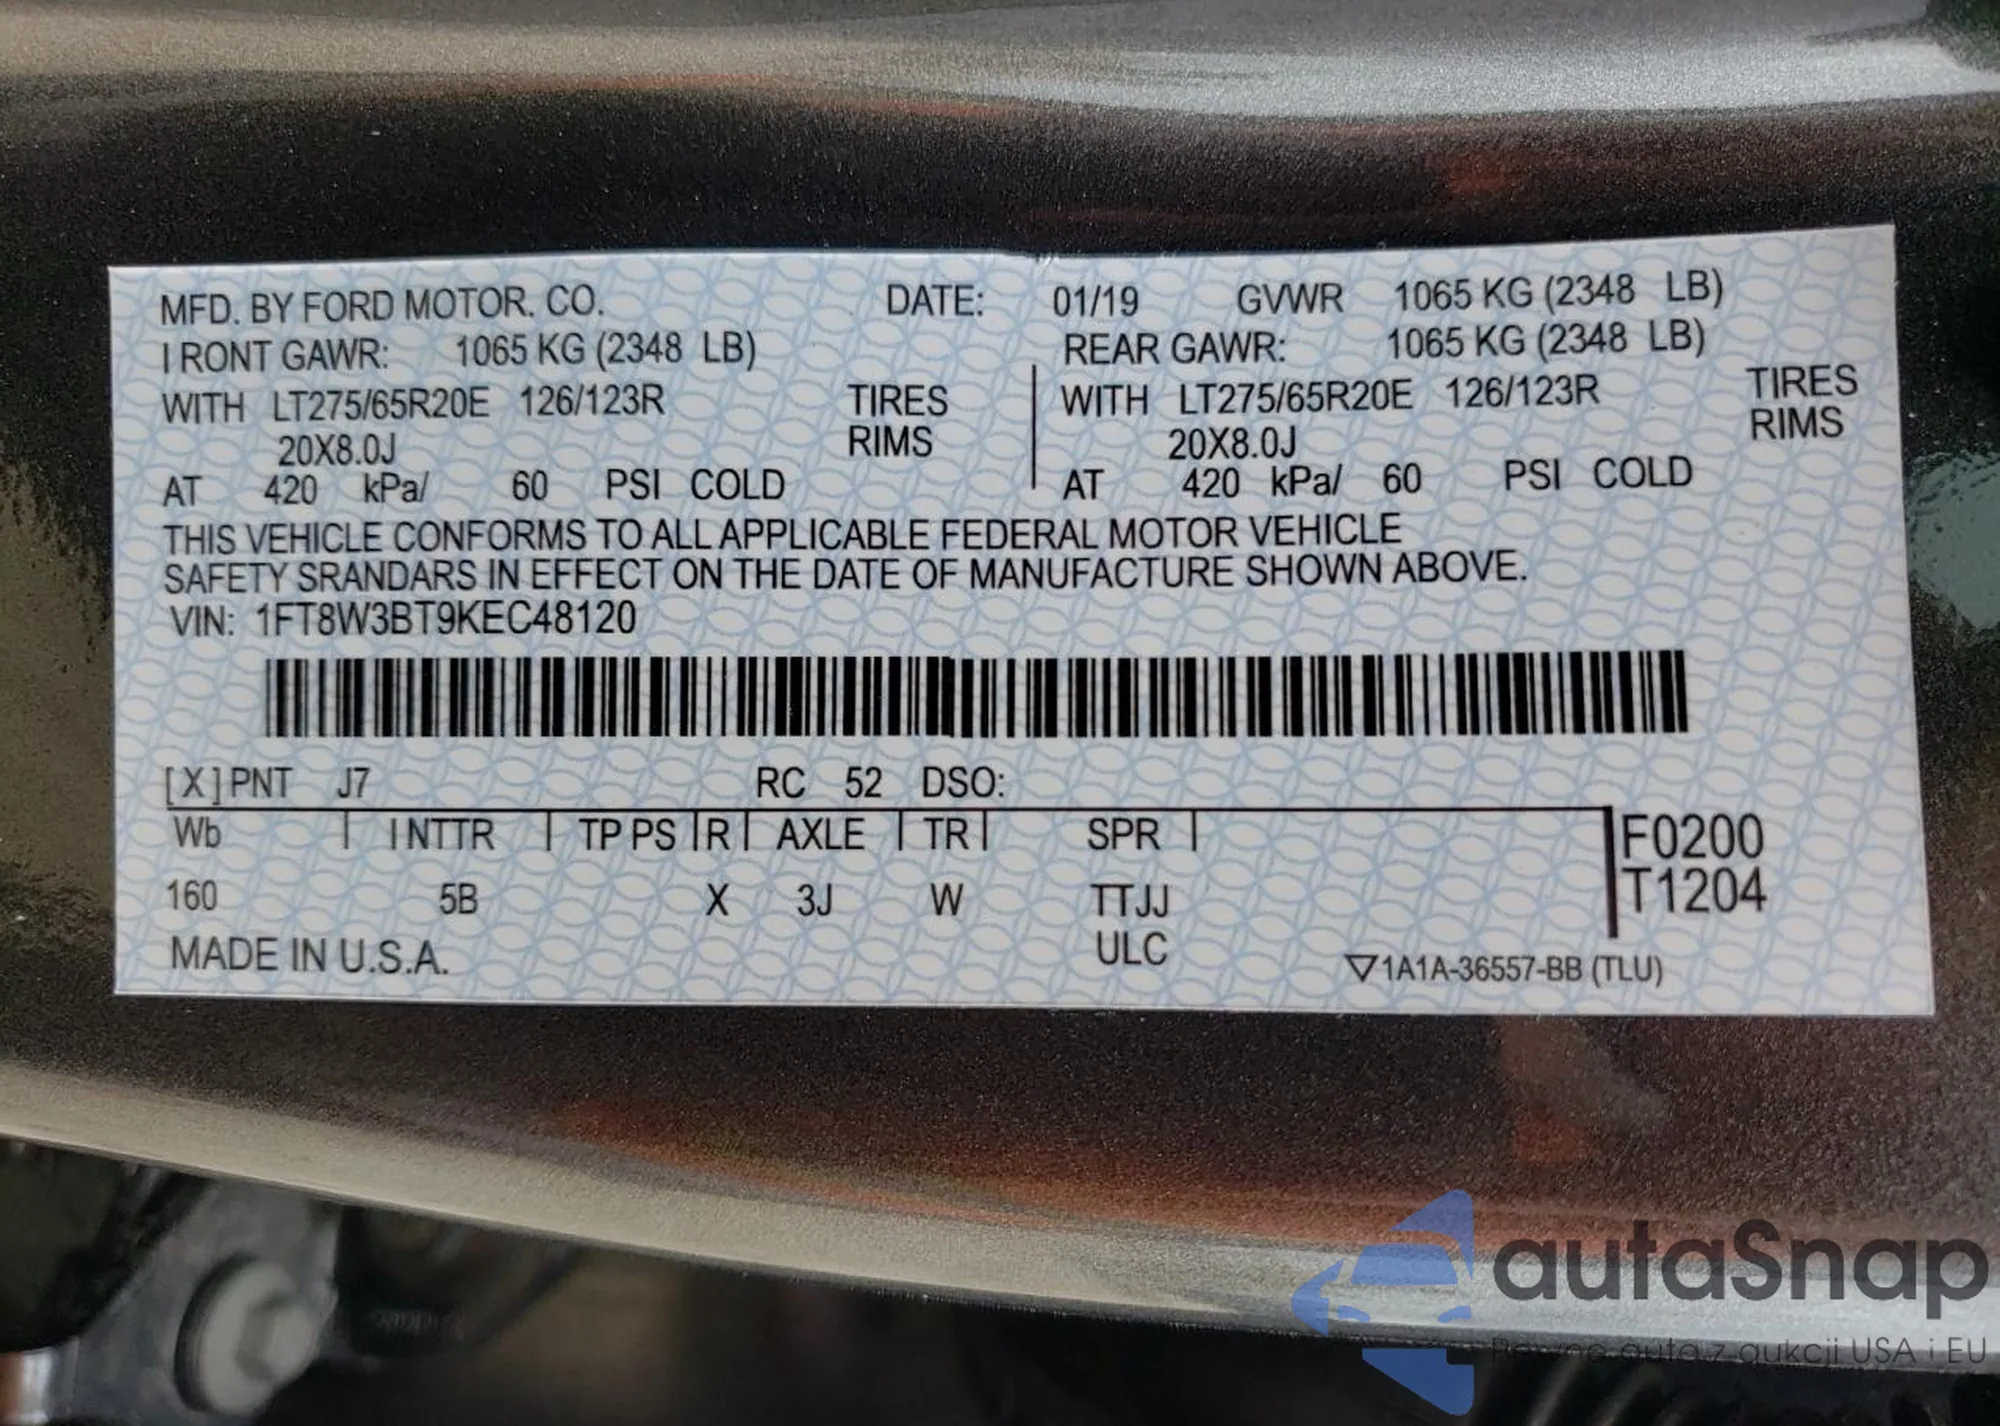 MFD. BY FORD MOTOR. CO. DATE: 01/19 GVWR 1065 KG (2348 LB)
I RONT GAWR: 1065 KG (2348 LB) REAR GAWR: 1065 KG (2348 LB)
WITH LT275/65R20E 126/123R TIRES WITH LT275/65R20E 126/123R TIRES
20X8.0J RIMS 20X8.0J RIMS
AT 420 kPa/ 60 PSI COLD AT 420 kPa/ 60 PSI COLD
THIS VEHICLE CONFORMS TO ALL APPLICABLE FEDERAL MOTOR VEHICLE
SAFETY SRANDARS IN EFFECT ON THE DATE OF MANUFACTURE SHOWN ABOVE.
VIN: 1FT8W3BT9KEC48120
[X] PNT J7 RC 52 DSO:
Wb | I NTTR | TP PS | R | AXLE | TR | SPR | F0200
160 5B X 3J W TTJJ T1204
MADE IN U.S.A. ULC ▽1A1A-36557-BB (TLU)
autaSnap
Pewne auta z aukcji USA i EU